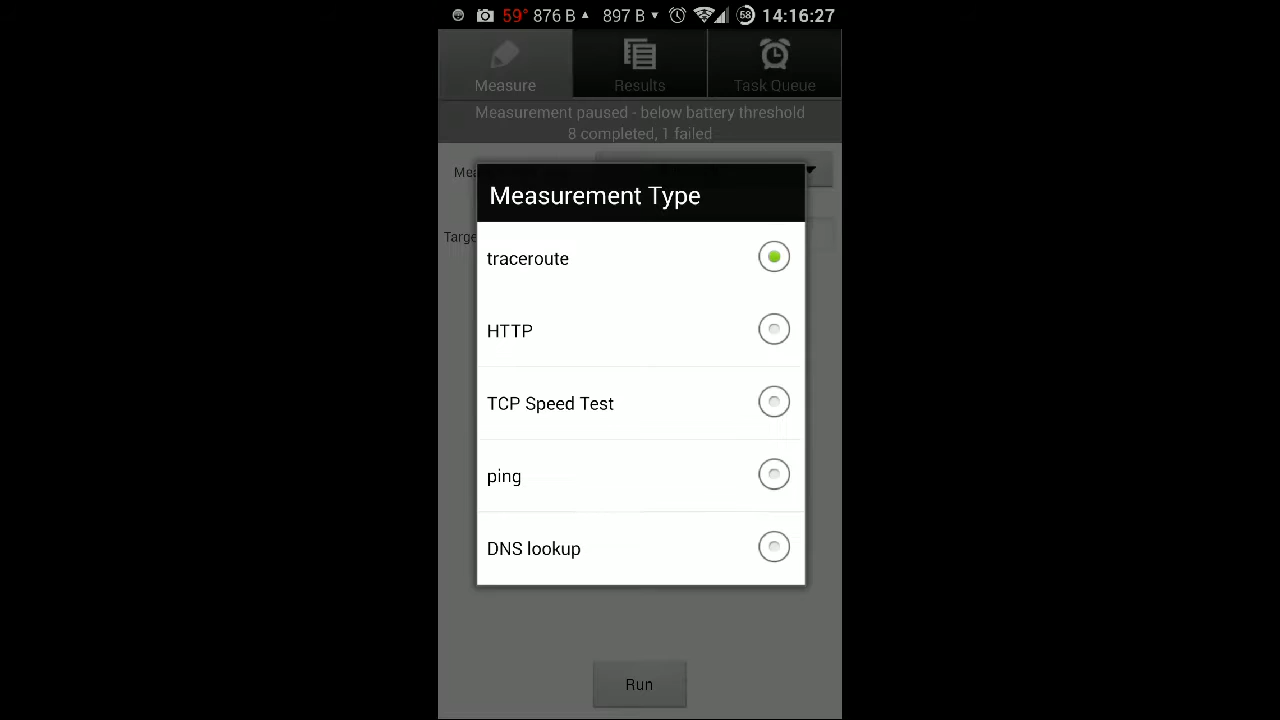 59° 876 B ▲ 897 B ▼ 58 14:16:27
Measure Results Task Queue
Measurement paused - below battery threshold
8 completed, 1 failed
Measurement Type
traceroute
HTTP
TCP Speed Test
ping
DNS lookup
Run